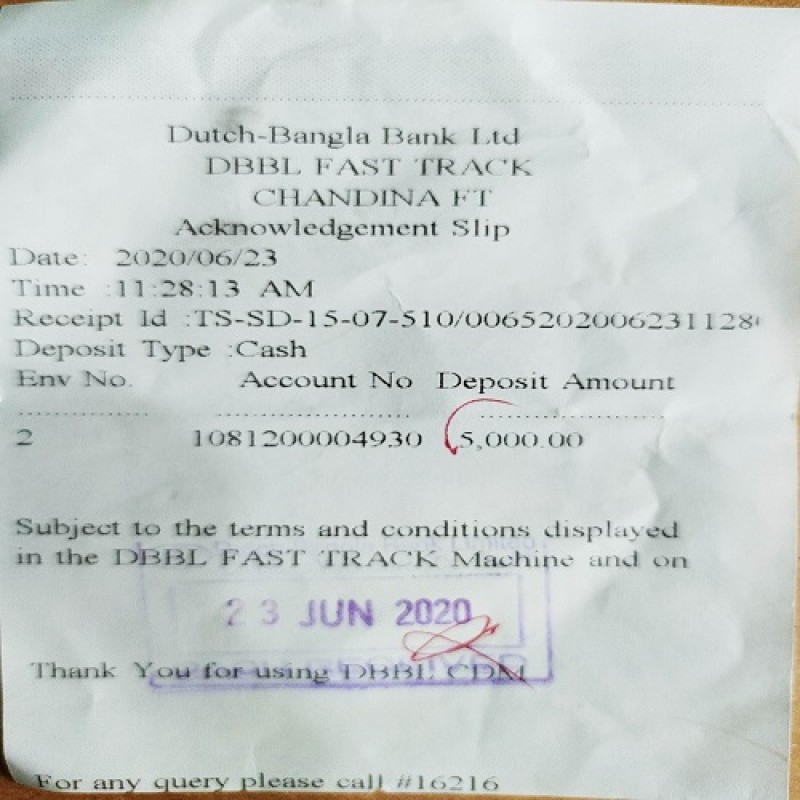 Dutch-Bangla Bank Ltd
DBBL FAST TRACK
CHANDINA FT
Acknowledgement Slip
Date: 2020/06/23
Time :11:28:13 AM
Receipt Id :TS-SD-15-07-510/0065202006231128
Deposit Type :Cash
Env No. Account No Deposit Amount
2 1081200004930 5,000.00
Subject to the terms and conditions displayed
in the DBBL FAST TRACK Machine and on
23 JUN 2020
Thank You for using DBBL CDM
For any query please call #16216